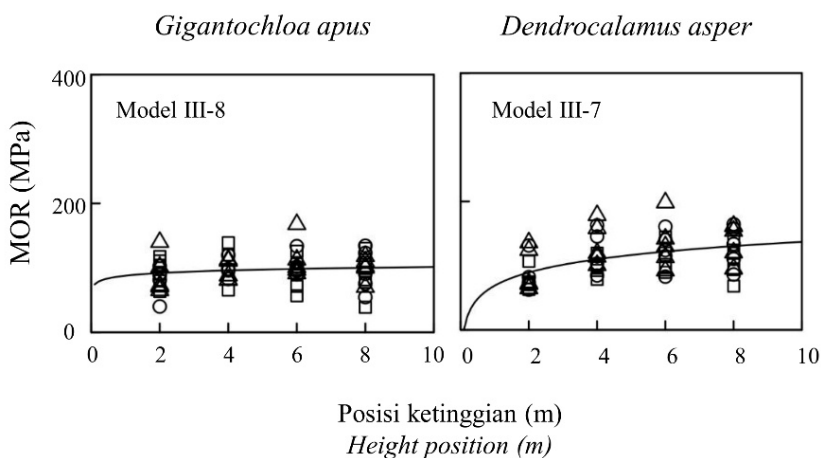 Gigantochloa apus
Dendrocalamus asper
MOR (MPa)
400
200
0
Model III-8
Model III-7
0 2 4 6 8 10
0 2 4 6 8 10
Posisi ketinggian (m)
Height position (m)